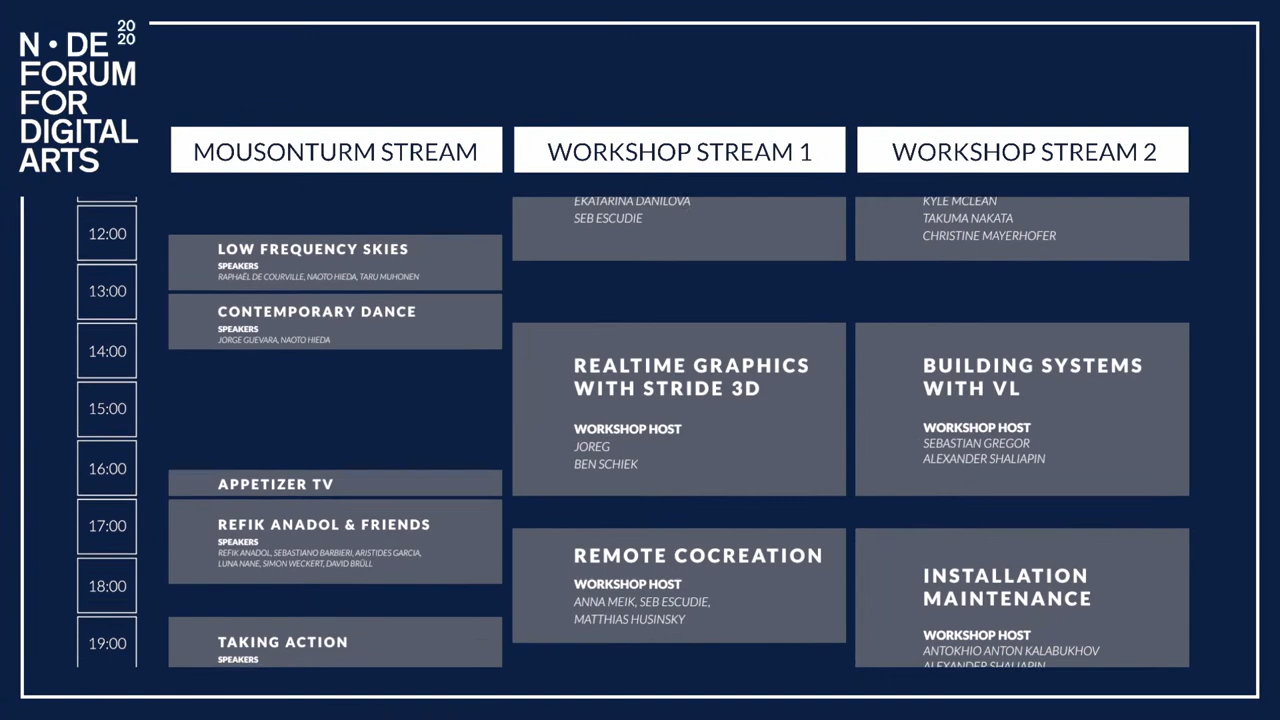 20
20
N•DE
FORUM
FOR
DIGITAL
ARTS
MOUSONTURM STREAM
WORKSHOP STREAM 1
WORKSHOP STREAM 2
12:00
13:00
14:00
15:00
16:00
17:00
18:00
19:00
LOW FREQUENCY SKIES
SPEAKERS
RAPHAËL DE COURVILLE, NAOTO HIEDA, TARU MUHONEN
CONTEMPORARY DANCE
SPEAKERS
JORGE GUEVARA, NAOTO HIEDA
APPETIZER TV
REFIK ANADOL & FRIENDS
SPEAKERS
REFIK ANADOL, SEBASTIANO BARBIERI, ARISTIDES GARCIA,
LUNA NANE, SIMON WECKERT, DAVID BRÜLL
TAKING ACTION
SPEAKERS
EKATARINA DANILOVA
SEB ESCUDIE
REALTIME GRAPHICS
WITH STRIDE 3D
WORKSHOP HOST
JOREG
BEN SCHIEK
REMOTE COCREATION
WORKSHOP HOST
ANNA MEIK, SEB ESCUDIE,
MATTHIAS HUSINSKY
KYLE MCLEAN
TAKUMA NAKATA
CHRISTINE MAYERHOFER
BUILDING SYSTEMS
WITH VL
WORKSHOP HOST
SEBASTIAN GREGOR
ALEXANDER SHALIAPIN
INSTALLATION
MAINTENANCE
WORKSHOP HOST
ANTOKHIO ANTON KALABUKHOV
ALEXANDER SHALIAPIN